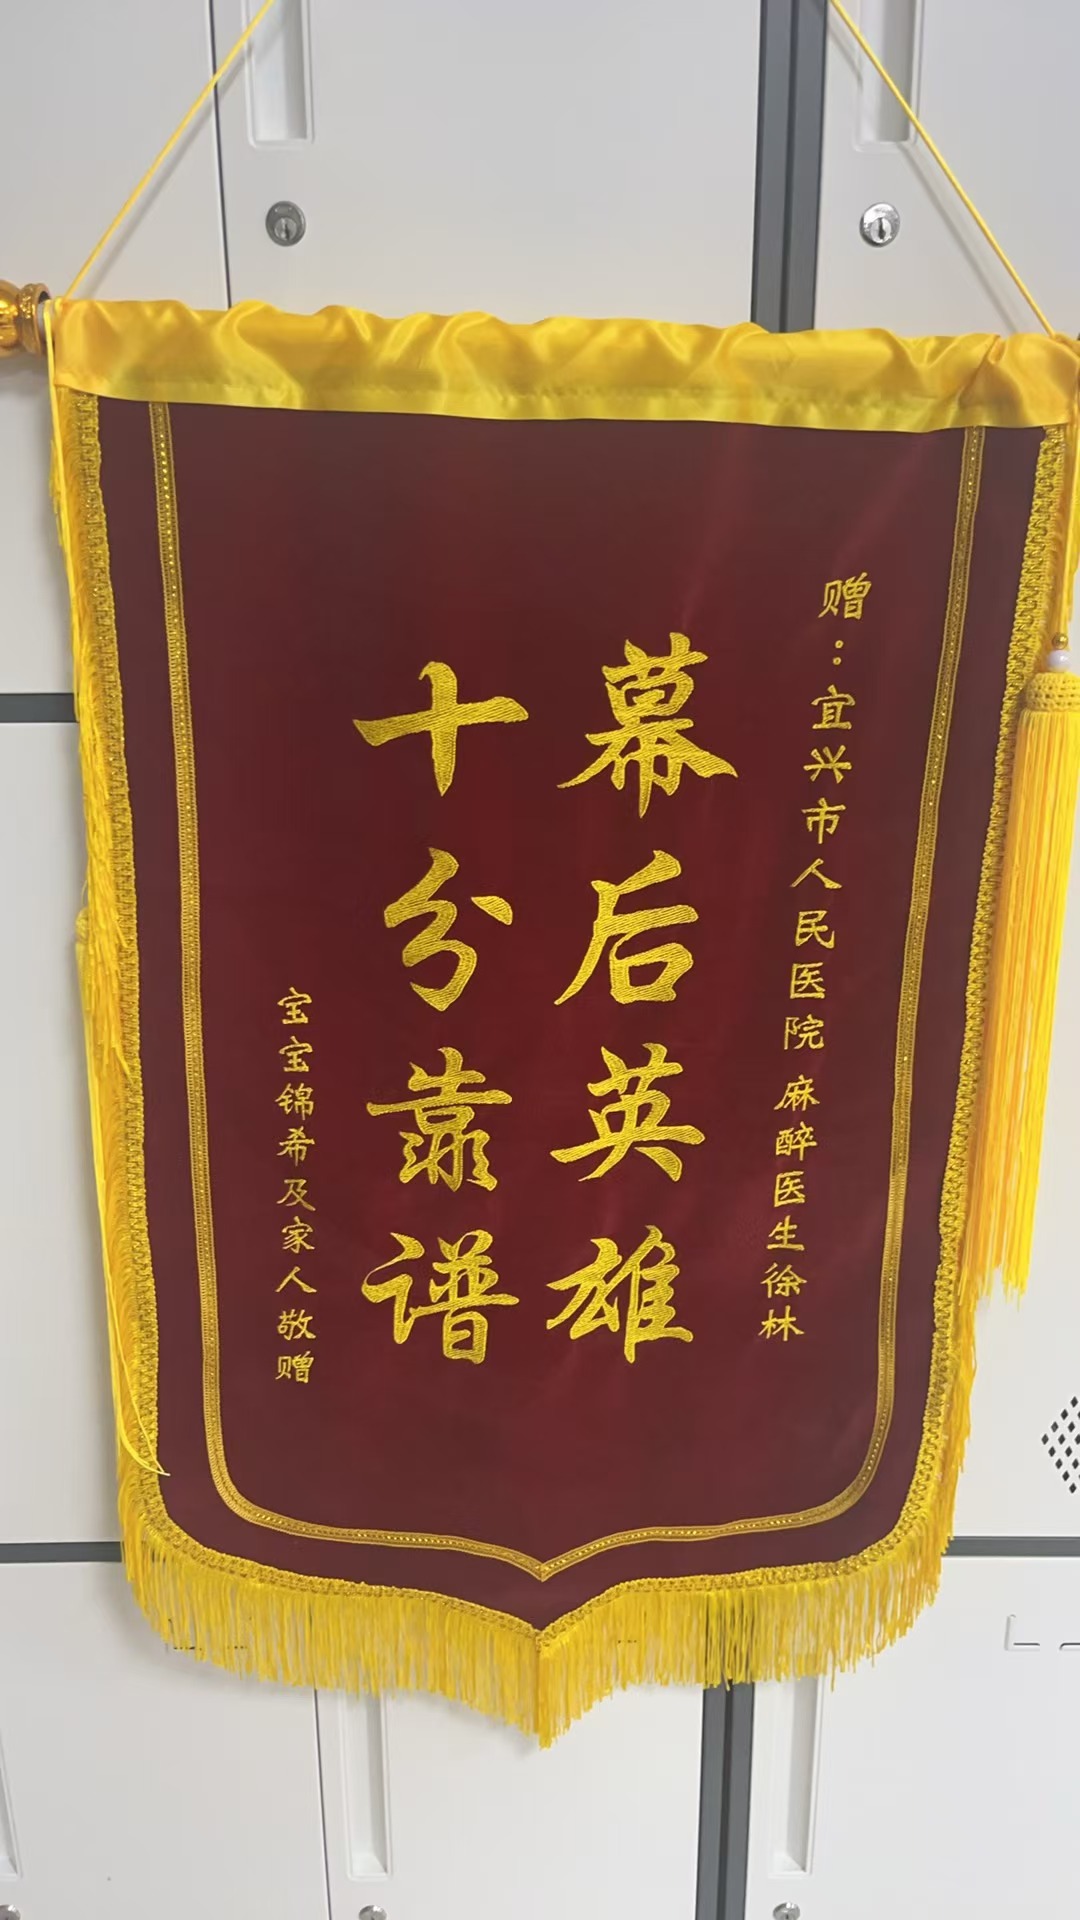 赠：宜兴市人民医院 麻醉医生徐林
幕后英雄
十分靠谱
宝宝锦希及家人敬赠